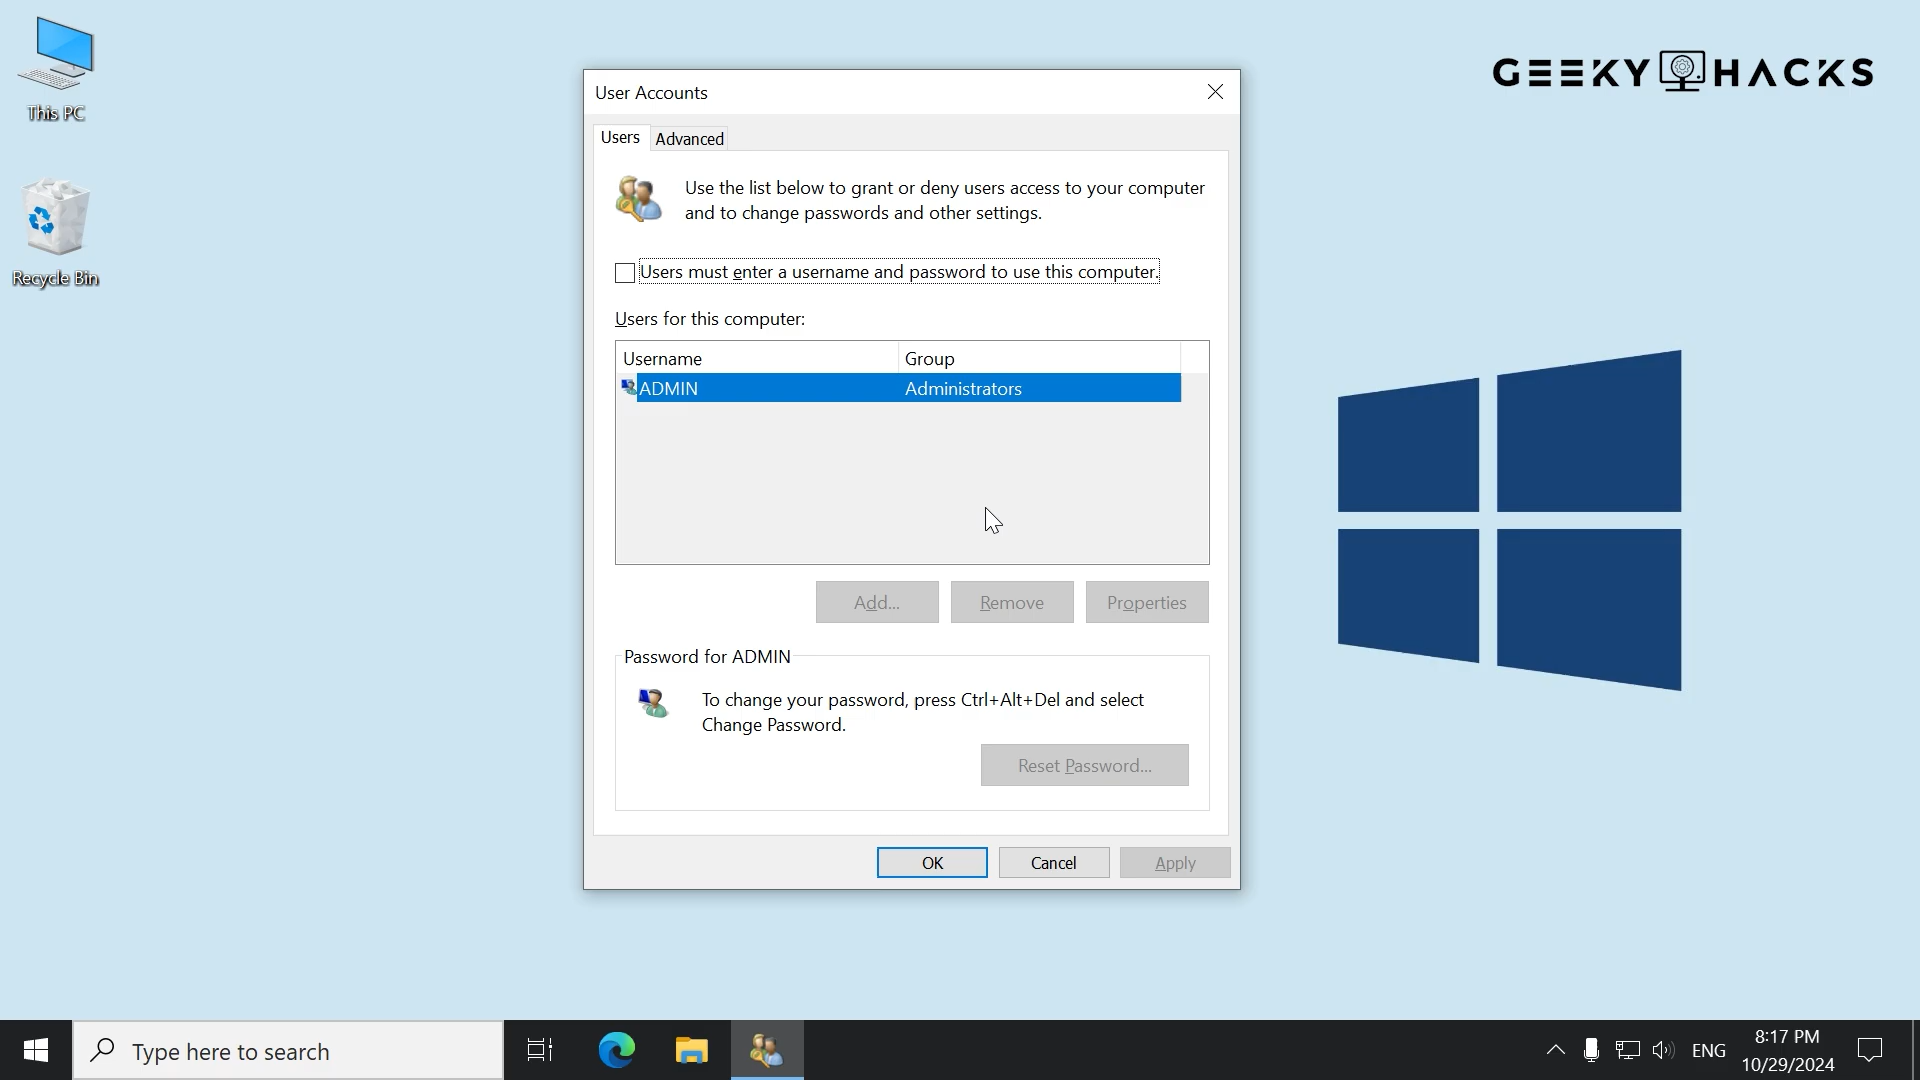 This PC
Recycle Bin
GEEKY HACKS
User Accounts
Users
Advanced
Use the list below to grant or deny users access to your computer
and to change passwords and other settings.
Users must enter a username and password to use this computer.
Users for this computer:
Username Group
ADMIN Administrators
Add... Remove Properties
Password for ADMIN
To change your password, press Ctrl+Alt+Del and select
Change Password.
Reset Password...
OK Cancel Apply
Type here to search
ENG
8:17 PM
10/29/2024